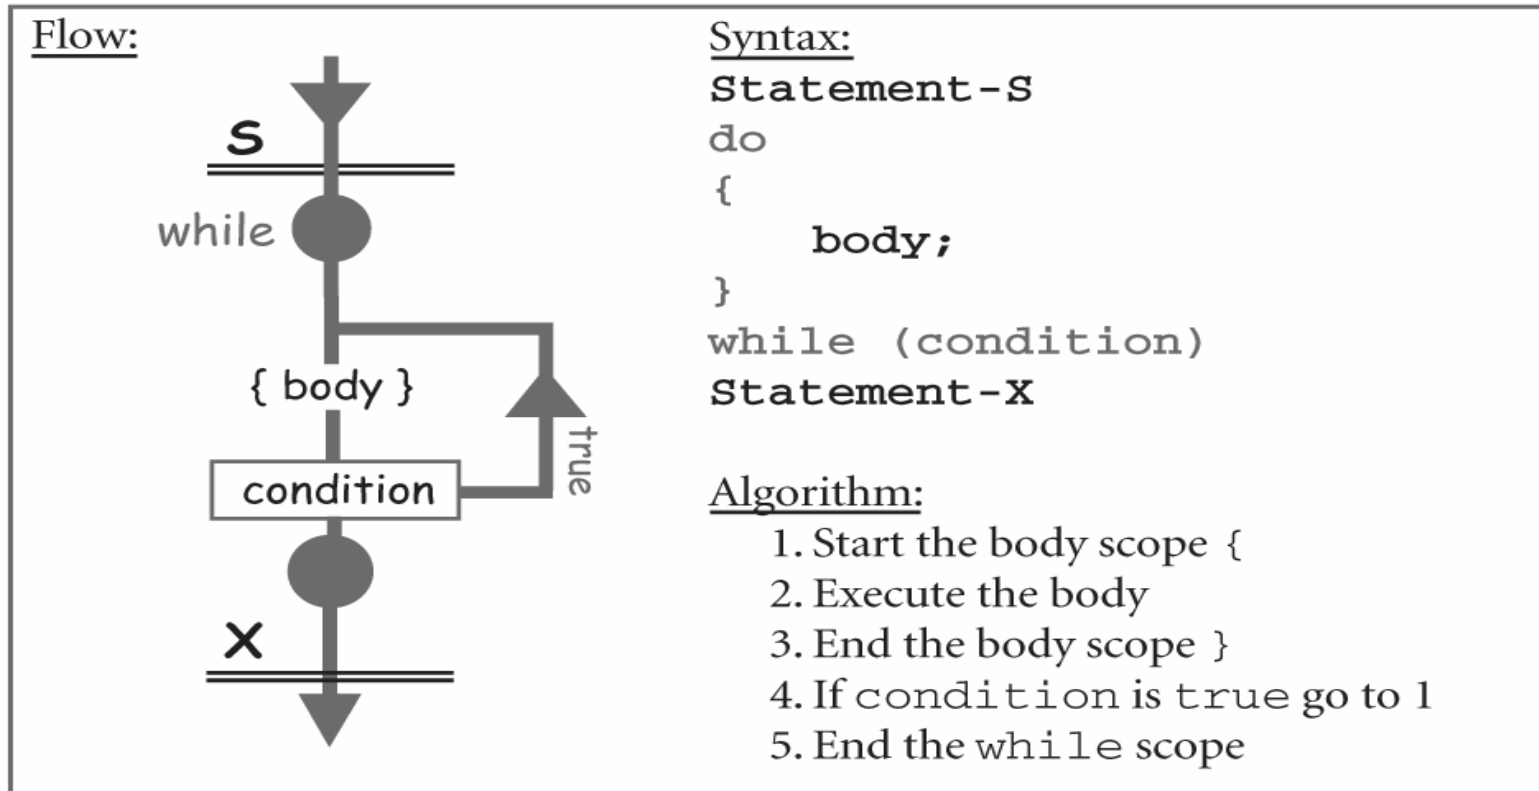 Flow:
S
while
{ body }
condition
true
X
Syntax:
Statement-S
do
{
body;
}
while (condition)
Statement-X
Algorithm:
1. Start the body scope {
2. Execute the body
3. End the body scope }
4. If condition is true go to 1
5. End the while scope